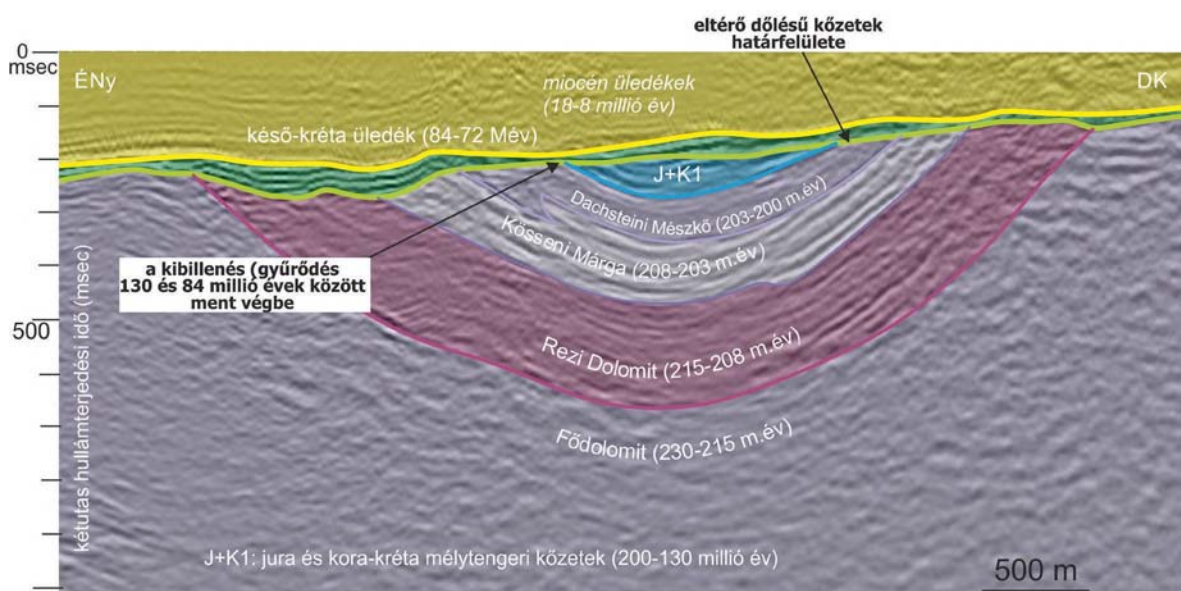 eltérő dőlésű kőzetek
határfelülete
0
msec
ÉNy
DK
miocén üledékek
(18-8 millió év)
késő-kréta üledék (84-72 Mév)
J+K1
Dachsteini Mészkő (203-200 m.év)
Kösseni Márga (208-203 m.év)
a kibillenés (gyűrődés
130 és 84 millió évek között
ment végbe
500
kétutas hullámterjedési idő (msec)
Rezi Dolomit (215-208 m.év)
Fődolomit (230-215 m.év)
J+K1: jura és kora-kréta mélytengeri kőzetek (200-130 millió év)
500 m